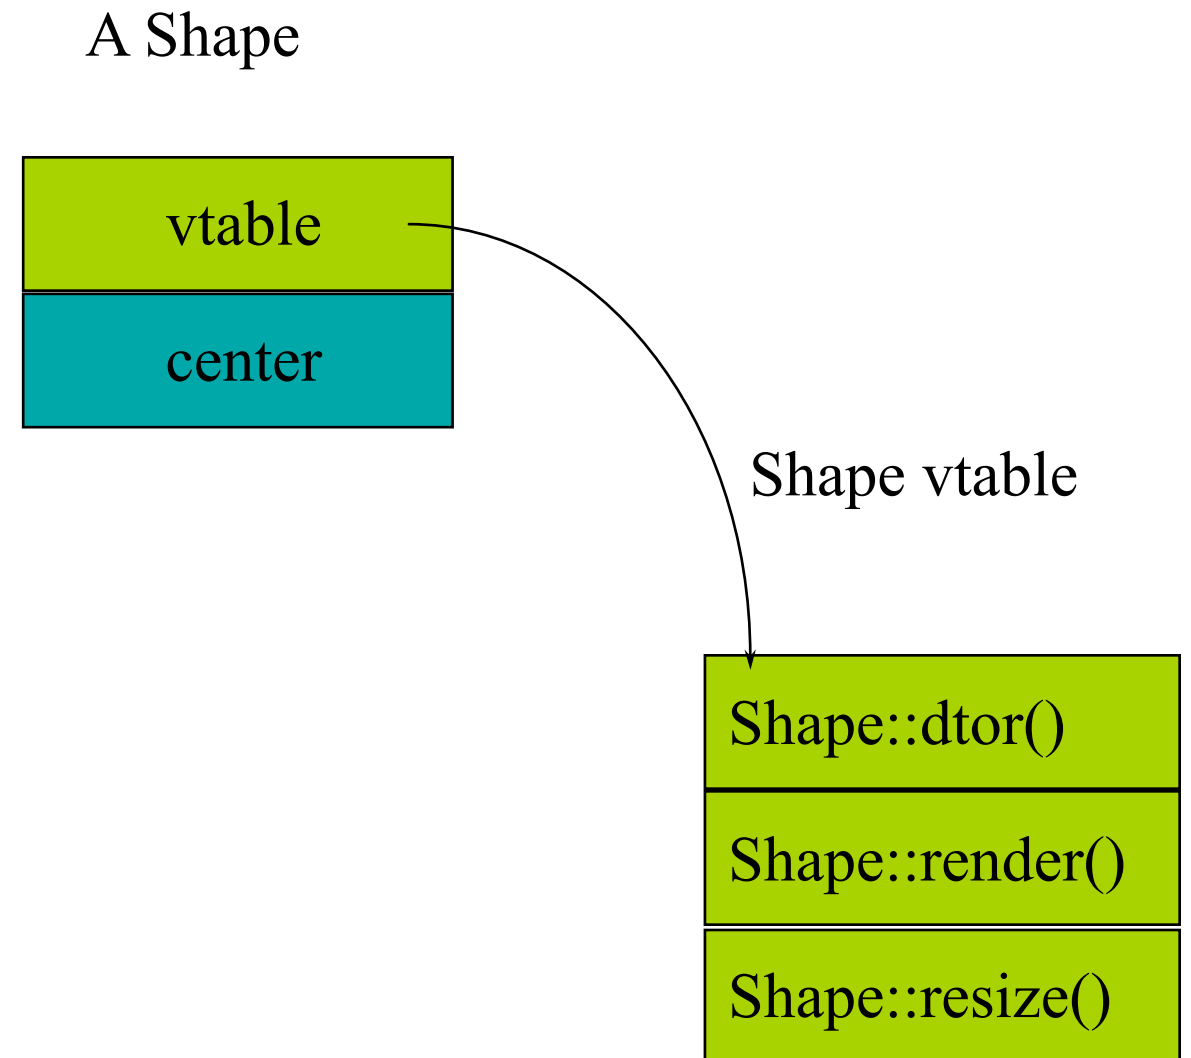 A Shape
vtable
center
Shape vtable
Shape::dtor()
Shape::render()
Shape::resize()